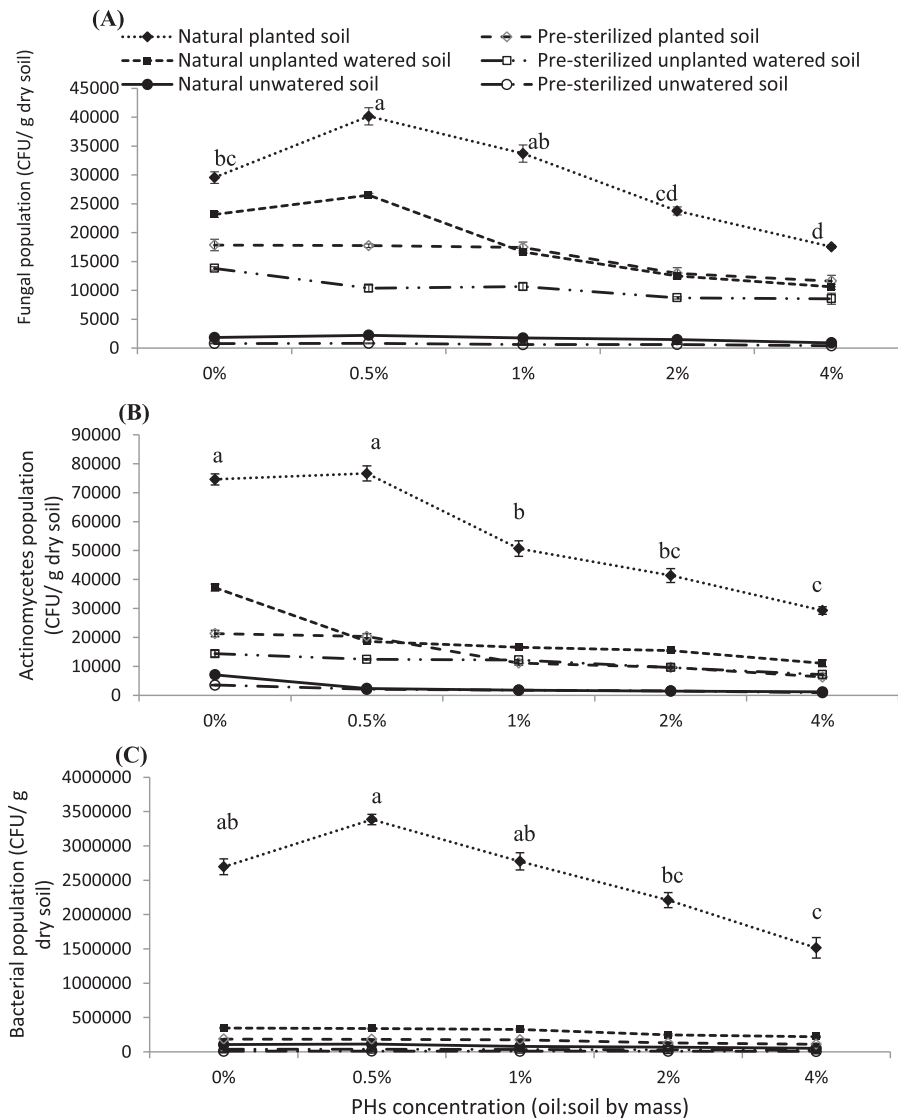 (A)
Natural planted soil
Pre-sterilized planted soil
Natural unplanted watered soil
Pre-sterilized unplanted watered soil
Natural unwatered soil
Pre-sterilized unwatered soil
Fungal population (CFU/ g dry soil)
45000
40000
35000
30000
25000
20000
15000
10000
5000
0
bc
a
ab
cd
d
0%
0.5%
1%
2%
4%
(B)
Actinomycetes population
(CFU/ g dry soil)
90000
80000
70000
60000
50000
40000
30000
20000
10000
0
a
a
b
bc
c
0%
0.5%
1%
2%
4%
(C)
Bacterial population (CFU/ g
dry soil)
4000000
3500000
3000000
2500000
2000000
1500000
1000000
500000
0
ab
a
ab
bc
c
0%
0.5%
1%
2%
4%
PHs concentration (oil:soil by mass)